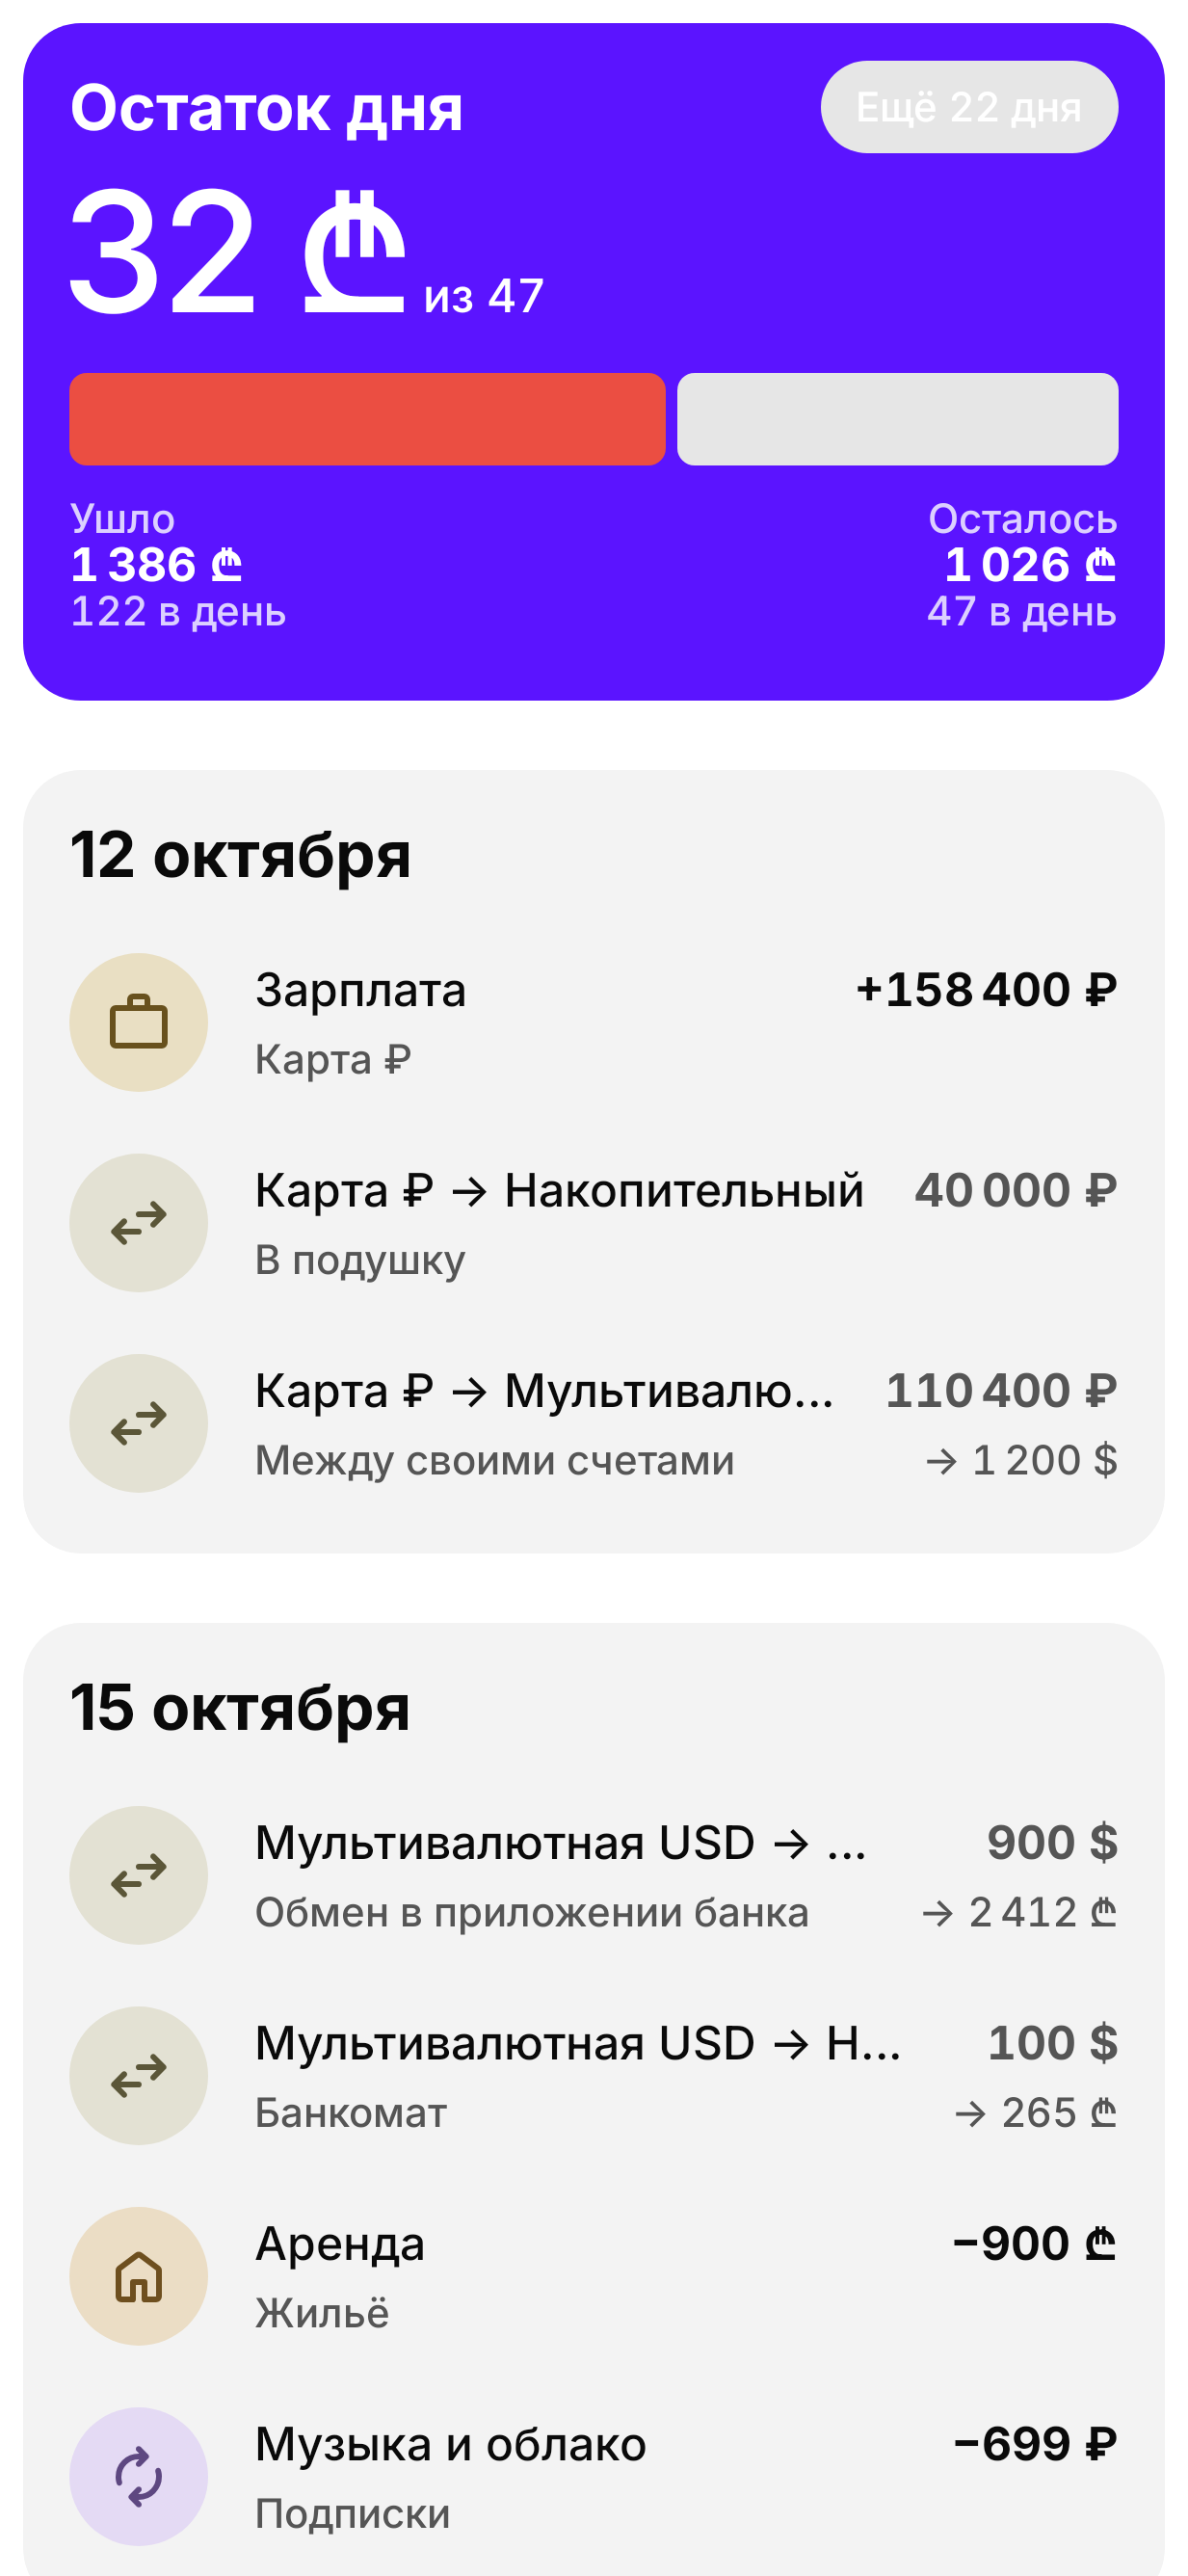 Остаток дня
Ещё 22 дня
32 ₾ из 47
Ушло
Осталось
1 386 ₾
1 026 ₾
122 в день
47 в день
12 октября
Зарплата
+158 400 ₽
Карта ₽
Карта ₽ → Накопительный
40 000 ₽
В подушку
Карта ₽ → Мультивалю...
110 400 ₽
Между своими счетами
→ 1 200 $
15 октября
Мультивалютная USD → ...
900 $
Обмен в приложении банка
→ 2 412 ₾
Мультивалютная USD → Н...
100 $
Банкомат
→ 265 ₾
Аренда
−900 ₾
Жильё
Музыка и облако
−699 ₽
Подписки